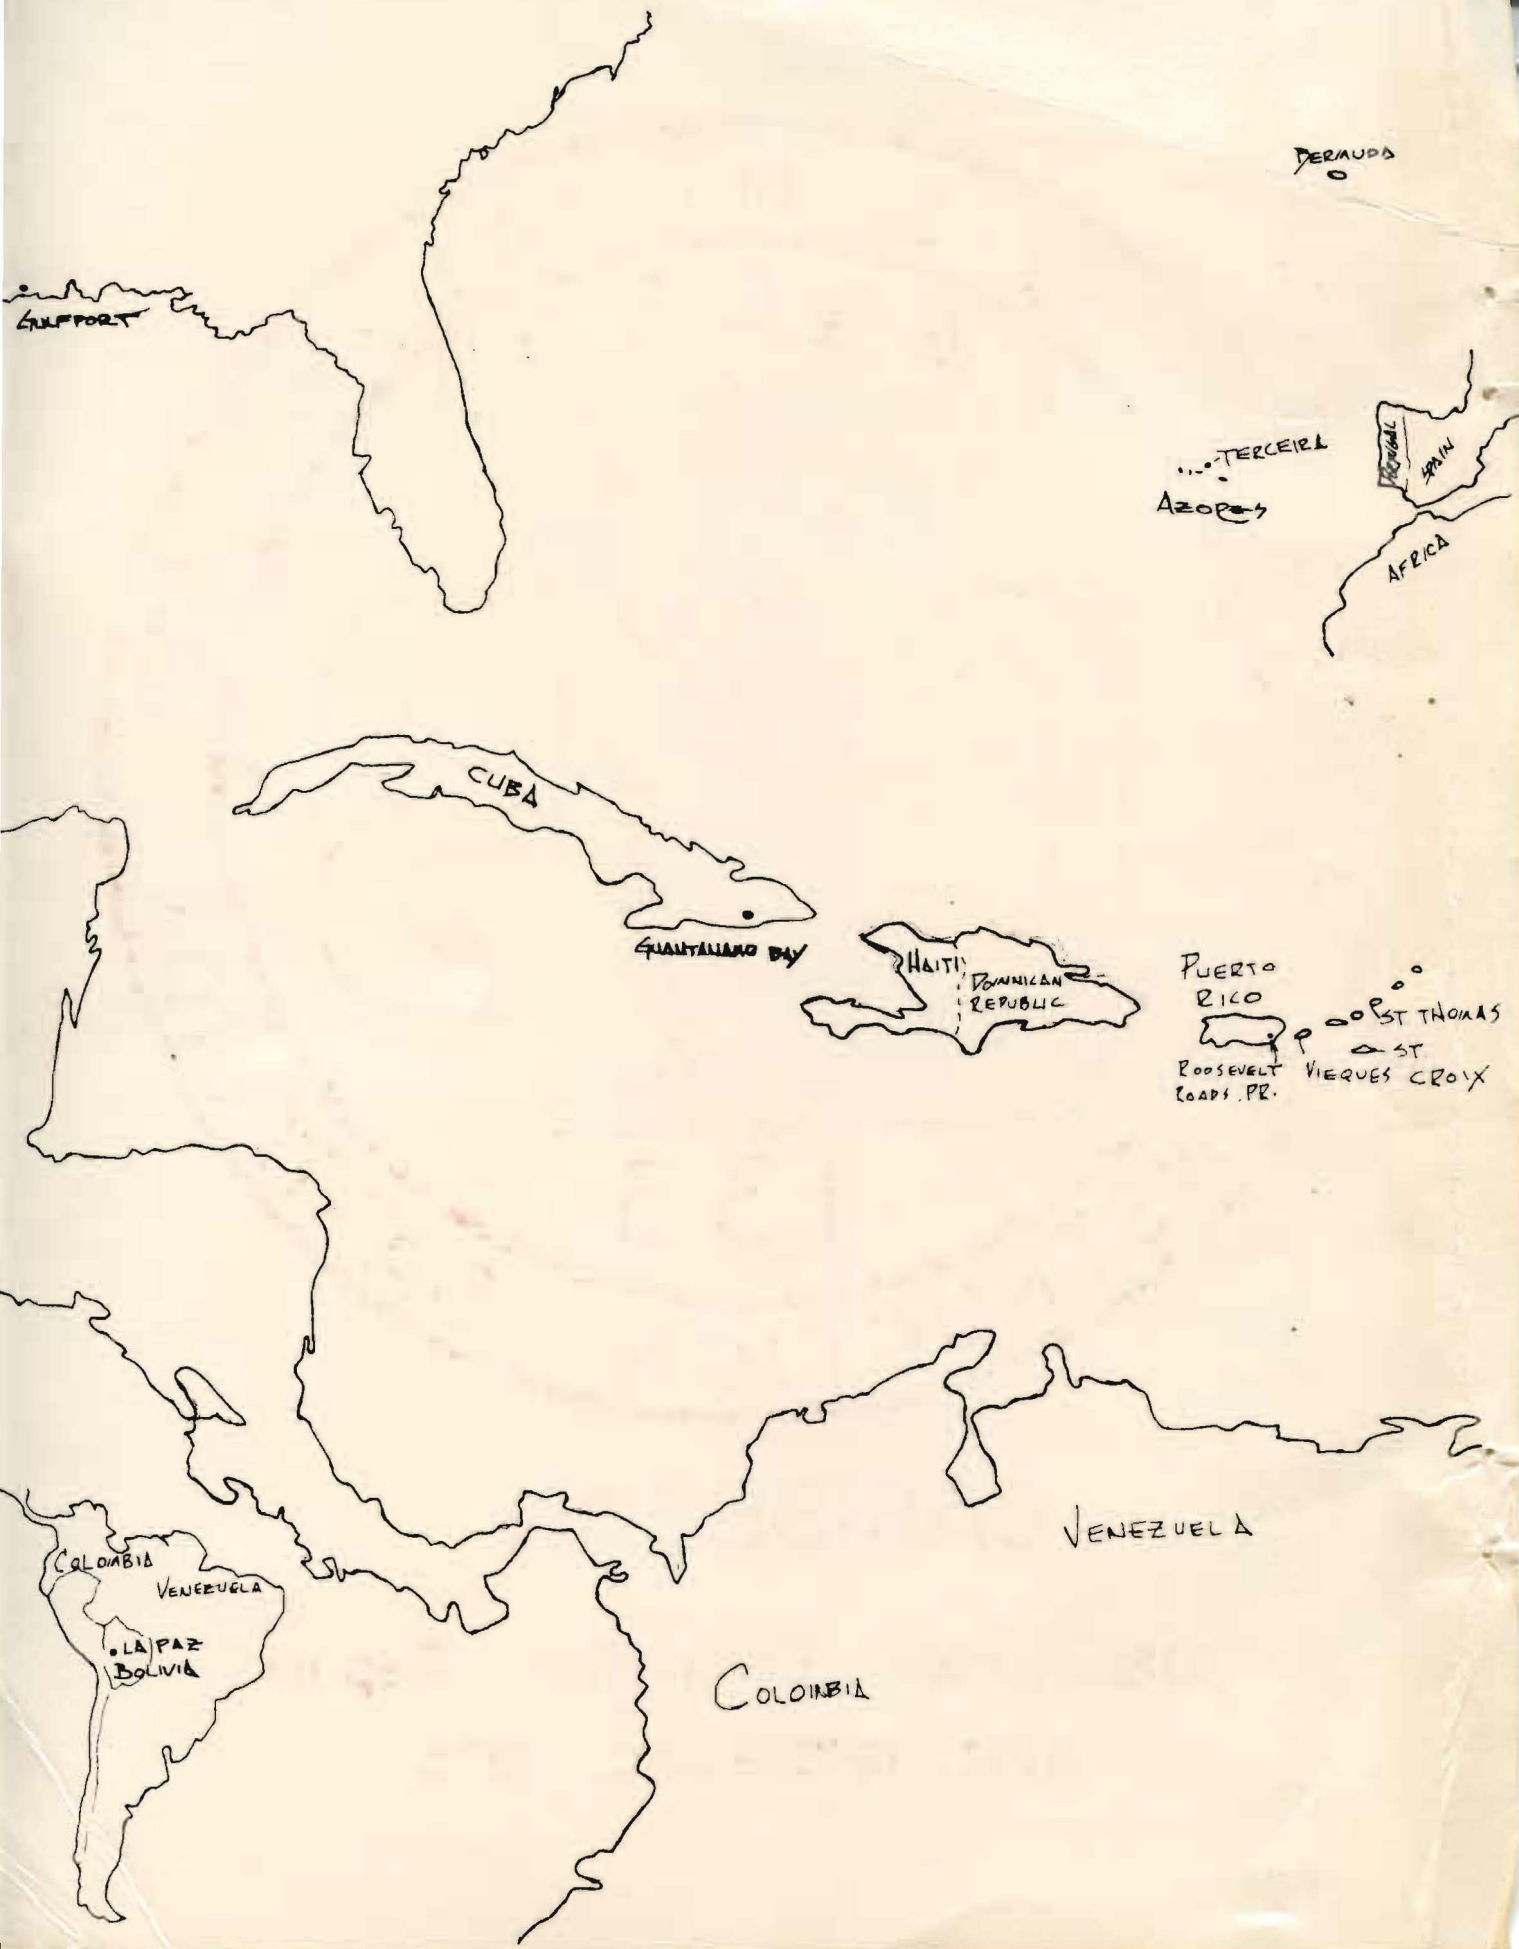 BERMUDA
GULFPORT
TERCEIRA
AZORES
PORTUGAL
SPAIN
AFRICA
CUBA
GUANTANAMO BAY
HAITI
DOMINICAN
REPUBLIC
PUERTO
RICO
ST THOMAS
ST
CROIX
VIEQUES
ROOSEVELT
ROADS. PR.
VENEZUELA
COLOMBIA
COLOMBIA
VENEZUELA
LA PAZ
BOLIVIA